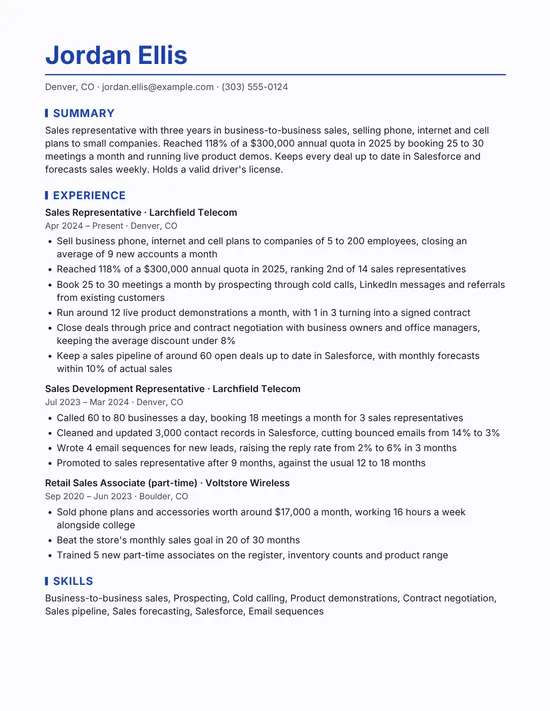 Jordan Ellis
Denver, CO · jordan.ellis@example.com · (303) 555-0124
SUMMARY
Sales representative with three years in business-to-business sales, selling phone, internet and cell
plans to small companies. Reached 118% of a $300,000 annual quota in 2025 by booking 25 to 30
meetings a month and running live product demos. Keeps every deal up to date in Salesforce and
forecasts sales weekly. Holds a valid driver's license.
EXPERIENCE
Sales Representative · Larchfield Telecom
Apr 2024 – Present · Denver, CO
• Sell business phone, internet and cell plans to companies of 5 to 200 employees, closing an
average of 9 new accounts a month
• Reached 118% of a $300,000 annual quota in 2025, ranking 2nd of 14 sales representatives
• Book 25 to 30 meetings a month by prospecting through cold calls, LinkedIn messages and referrals
from existing customers
• Run around 12 live product demonstrations a month, with 1 in 3 turning into a signed contract
• Close deals through price and contract negotiation with business owners and office managers,
keeping the average discount under 8%
• Keep a sales pipeline of around 60 open deals up to date in Salesforce, with monthly forecasts
within 10% of actual sales
Sales Development Representative · Larchfield Telecom
Jul 2023 – Mar 2024 · Denver, CO
• Called 60 to 80 businesses a day, booking 18 meetings a month for 3 sales representatives
• Cleaned and updated 3,000 contact records in Salesforce, cutting bounced emails from 14% to 3%
• Wrote 4 email sequences for new leads, raising the reply rate from 2% to 6% in 3 months
• Promoted to sales representative after 9 months, against the usual 12 to 18 months
Retail Sales Associate (part-time) · Voltstore Wireless
Sep 2020 – Jun 2023 · Boulder, CO
• Sold phone plans and accessories worth around $17,000 a month, working 16 hours a week
alongside college
• Beat the store's monthly sales goal in 20 of 30 months
• Trained 5 new part-time associates on the register, inventory counts and product range
SKILLS
Business-to-business sales, Prospecting, Cold calling, Product demonstrations, Contract negotiation,
Sales pipeline, Sales forecasting, Salesforce, Email sequences